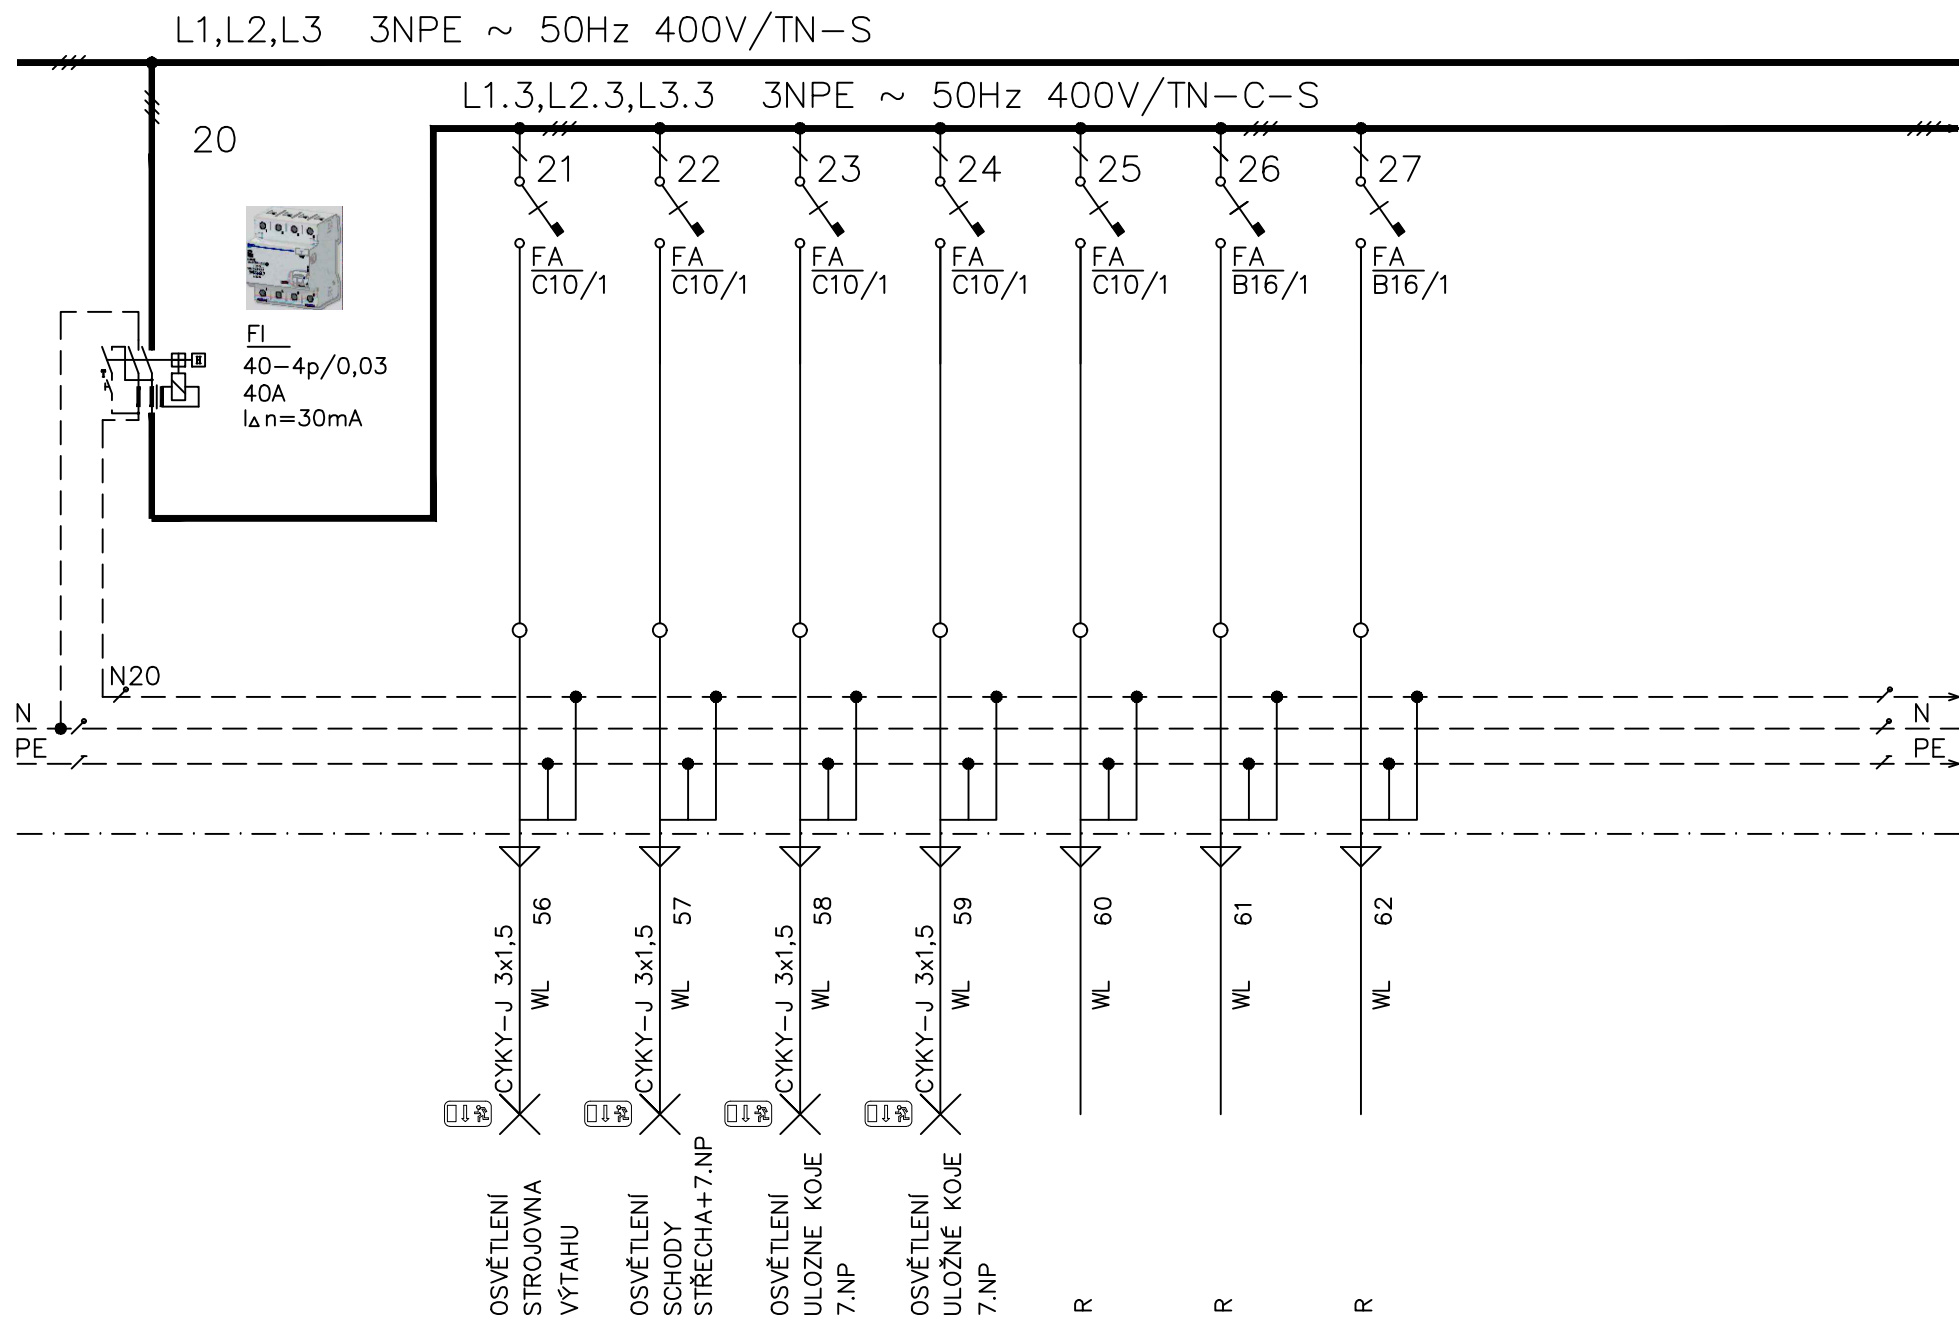 L1,L2,L3 3NPE ~ 50Hz 400V/TN-S
L1.3,L2.3,L3.3 3NPE ~ 50Hz 400V/TN-C-S
20
21
22
23
24
25
26
27
FA
C10/1
FA
C10/1
FA
C10/1
FA
C10/1
FA
C10/1
FA
B16/1
FA
B16/1
FI
40-4p/0,03
40A
I△n=30mA
N20
N
PE
N
PE
CYKY-J 3x1,5
WL 56
CYKY-J 3x1,5
WL 57
CYKY-J 3x1,5
WL 58
CYKY-J 3x1,5
WL 59
WL 60
WL 61
WL 62
OSVĚTLENÍ
STROJOVNA
VÝTAHU
OSVĚTLENÍ
SCHODY
STŘECHA+7.NP
OSVĚTLENÍ
ULOZNE KOJE
7.NP
OSVĚTLENÍ
ULOŽNÉ KOJE
7.NP
R
R
R